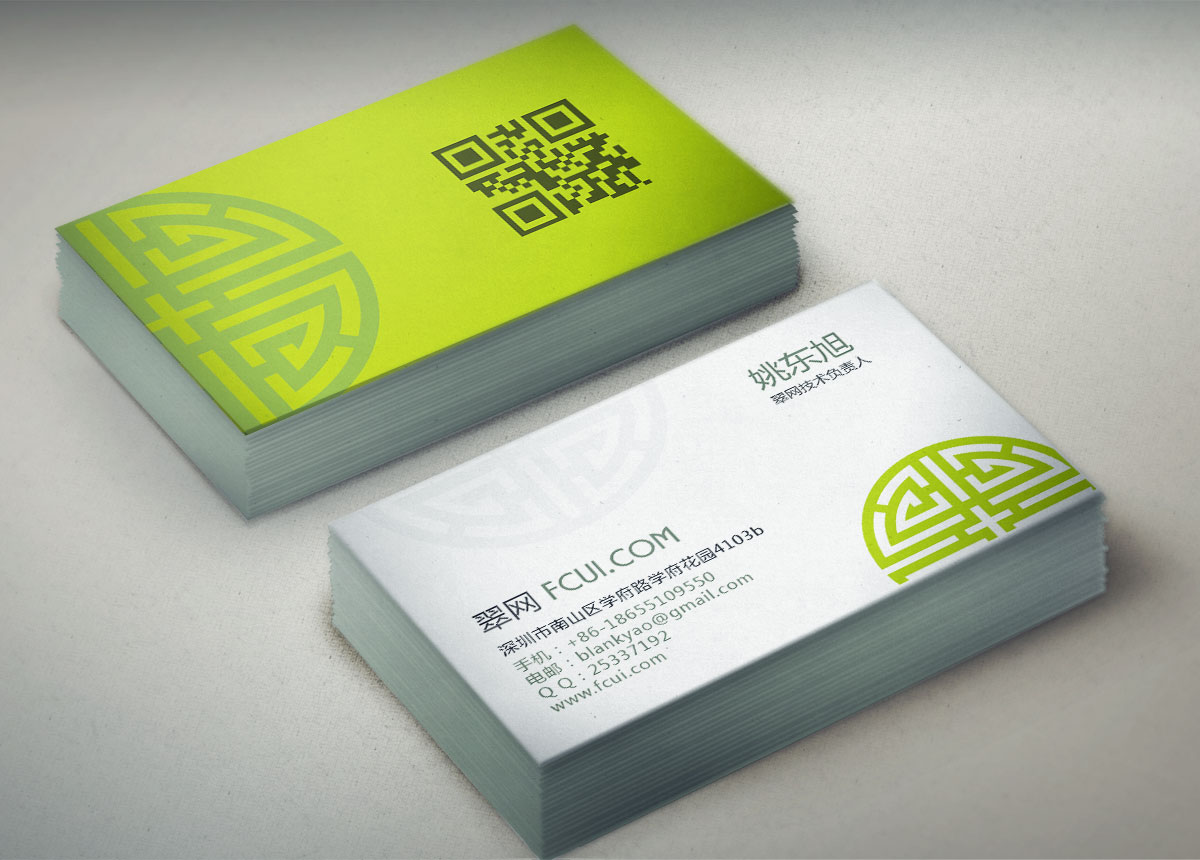 姚东旭
翠网技术负责人
翠网 FCUI.COM
深圳市南山区学府路学府花园4103b
手机：+86-18655109550
电邮：blankyao@gmail.com
Q Q：25337192
www.fcui.com